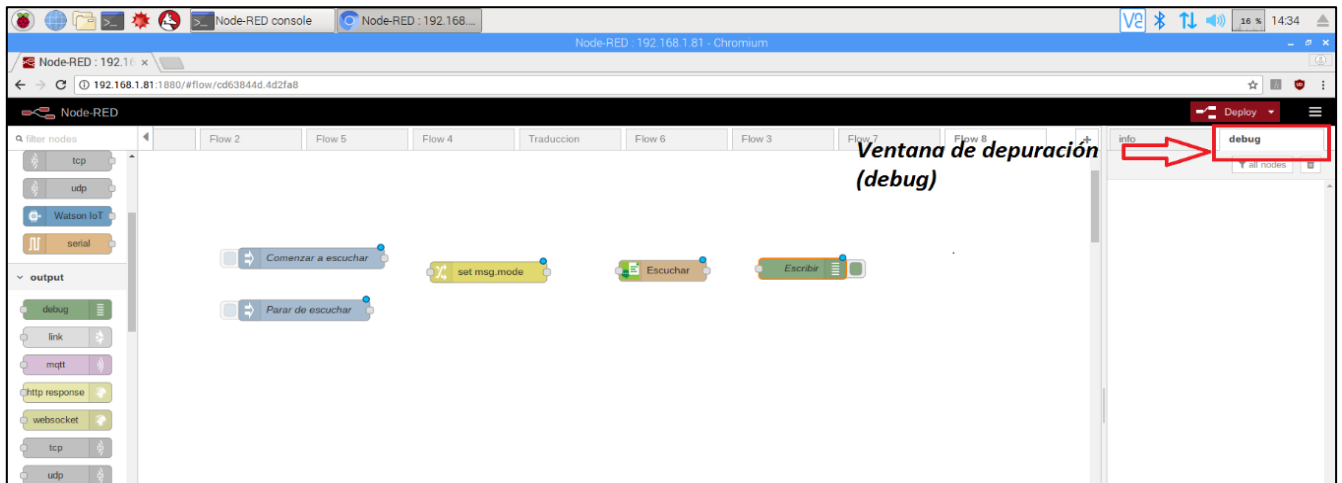 Node-RED console
Node-RED : 192.168....
16 %
14:34
Node-RED : 192.168.1.81 - Chromium
Node-RED : 192.16
192.168.1.81:1880/#flow/cd63844d.4d2fa8
Node-RED
Deploy
filter nodes
Flow 2
Flow 5
Flow 4
Traduccion
Flow 6
Flow 3
Flow 7
Flow 8
info
debug
Ventana de depuración
(debug)
all nodes
tcp
udp
Watson IoT
serial
output
debug
link
mqtt
http response
websocket
tcp
udp
Comenzar a escuchar
set msg.mode
Escuchar
Escribir
Parar de escuchar